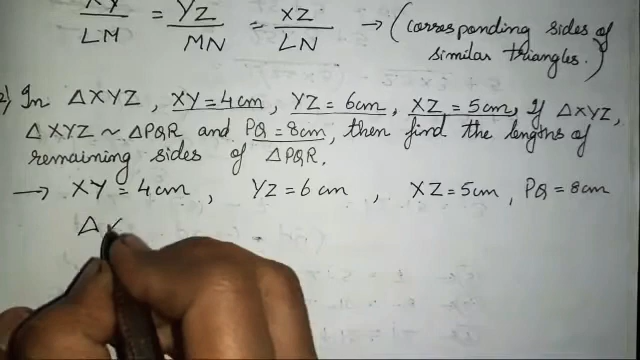 XY/LM = YZ/MN = XZ/LN → (corresponding sides of similar triangles.)
2) In ΔXYZ, XY=4cm, YZ=6cm, XZ=5cm, If ΔXYZ,
ΔXYZ ~ ΔPQR and PQ=8cm, then find the lengths of
remaining sides of ΔPQR.
→ XY = 4cm, YZ=6cm, XZ=5cm, PQ=8cm
Δ